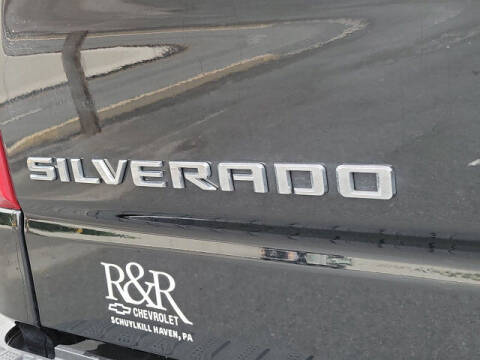 SILVERADO
R&R
CHEVROLET
SCHUYLKILL HAVEN, PA